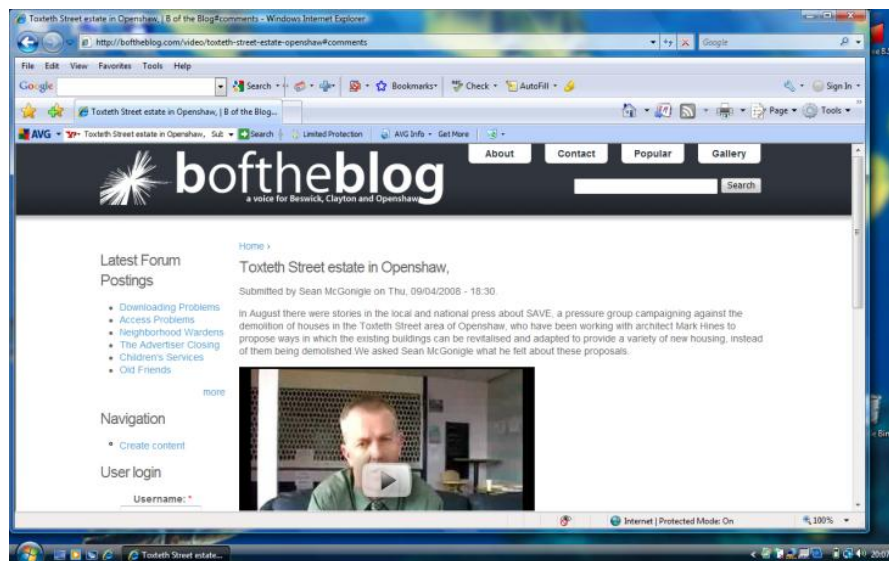 Toxteth Street estate in Openshaw, | B of the Blog#comments - Windows Internet Explorer
http://boftheblog.com/video/toxteth-street-estate-openshaw#comments
Google
File Edit View Favorites Tools Help
Google Search Bookmarks Check AutoFill Sign In
Toxteth Street estate in Openshaw, | B of the Blog... Page Tools
AVG Toxteth Street estate in Openshaw, Sub Search Limited Protection AVG Info Get More
About Contact Popular Gallery
boftheblog
a voice for Beswick, Clayton and Openshaw
Search
Latest Forum
Postings
Downloading Problems
Access Problems
Neighborhood Wardens
The Advertiser Closing
Children's Services
Old Friends
more
Navigation
Create content
User login
Username: *
Home ›
Toxteth Street estate in Openshaw,
Submitted by Sean McGonigle on Thu, 09/04/2008 - 18:30.
In August there were stories in the local and national press about SAVE, a pressure group campaigning against the
demolition of houses in the Toxteth Street area of Openshaw, who have been working with architect Mark Hines to
propose ways in which the existing buildings can be revitalised and adapted to provide a variety of new housing, instead
of them being demolished.We asked Sean McGonigle what he felt about these proposals.
Internet | Protected Mode: On 100%
Toxteth Street estate... 20:07